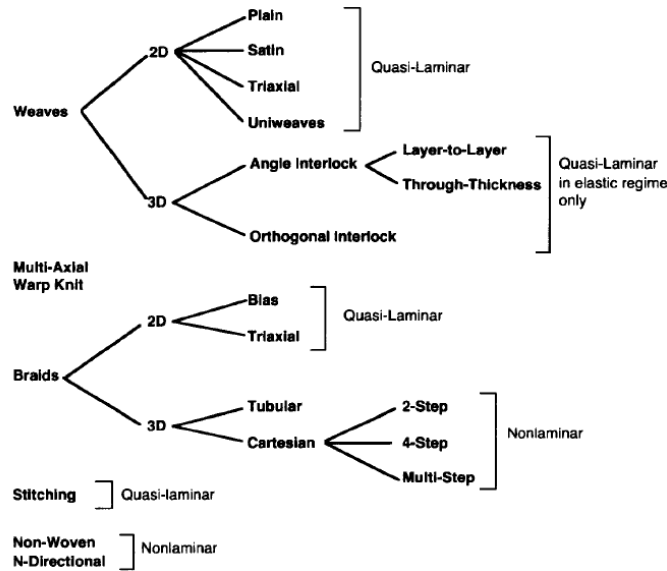 Plain
2D
Satin
Quasi-Laminar
Triaxial
Weaves
Uniweaves
Layer-to-Layer
Angle Interlock
Through-Thickness
Quasi-Laminar
in elastic regime
only
3D
Orthogonal Interlock
Multi-Axial
Warp Knit
Bias
2D
Quasi-Laminar
Triaxial
Braids
Tubular
2-Step
3D
Cartesian
4-Step
Nonlaminar
Multi-Step
Stitching
Quasi-laminar
Non-Woven
N-Directional
Nonlaminar